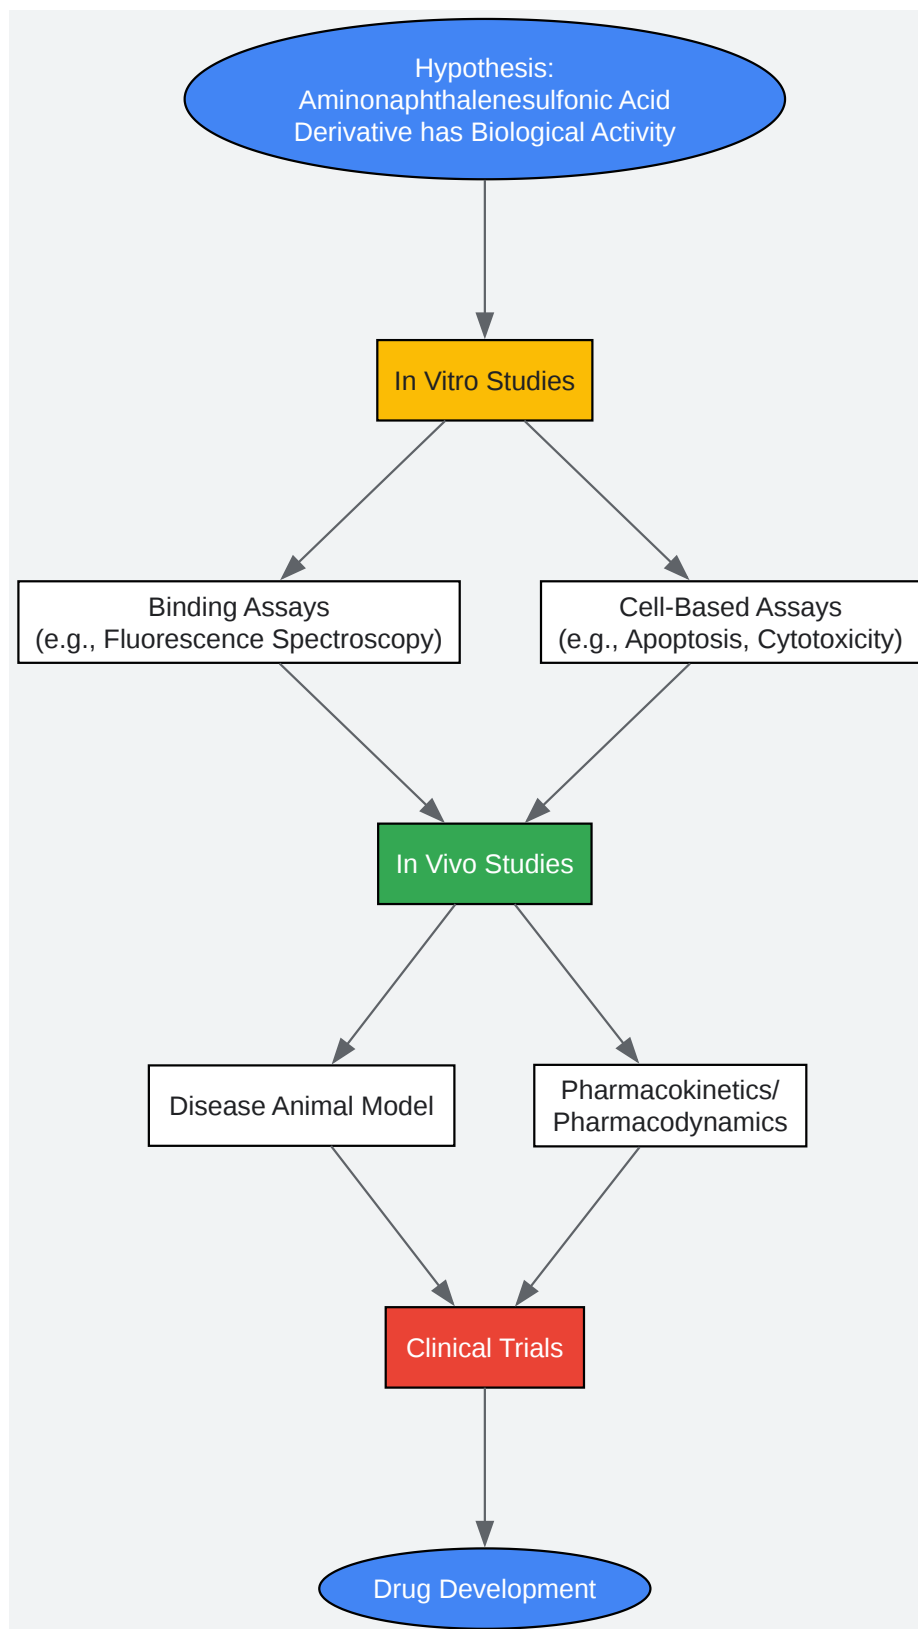 Hypothesis:
Aminonaphthalenesulfonic Acid
Derivative has Biological Activity
In Vitro Studies
Binding Assays
(e.g., Fluorescence Spectroscopy)
Cell-Based Assays
(e.g., Apoptosis, Cytotoxicity)
In Vivo Studies
Disease Animal Model
Pharmacokinetics/
Pharmacodynamics
Clinical Trials
Drug Development